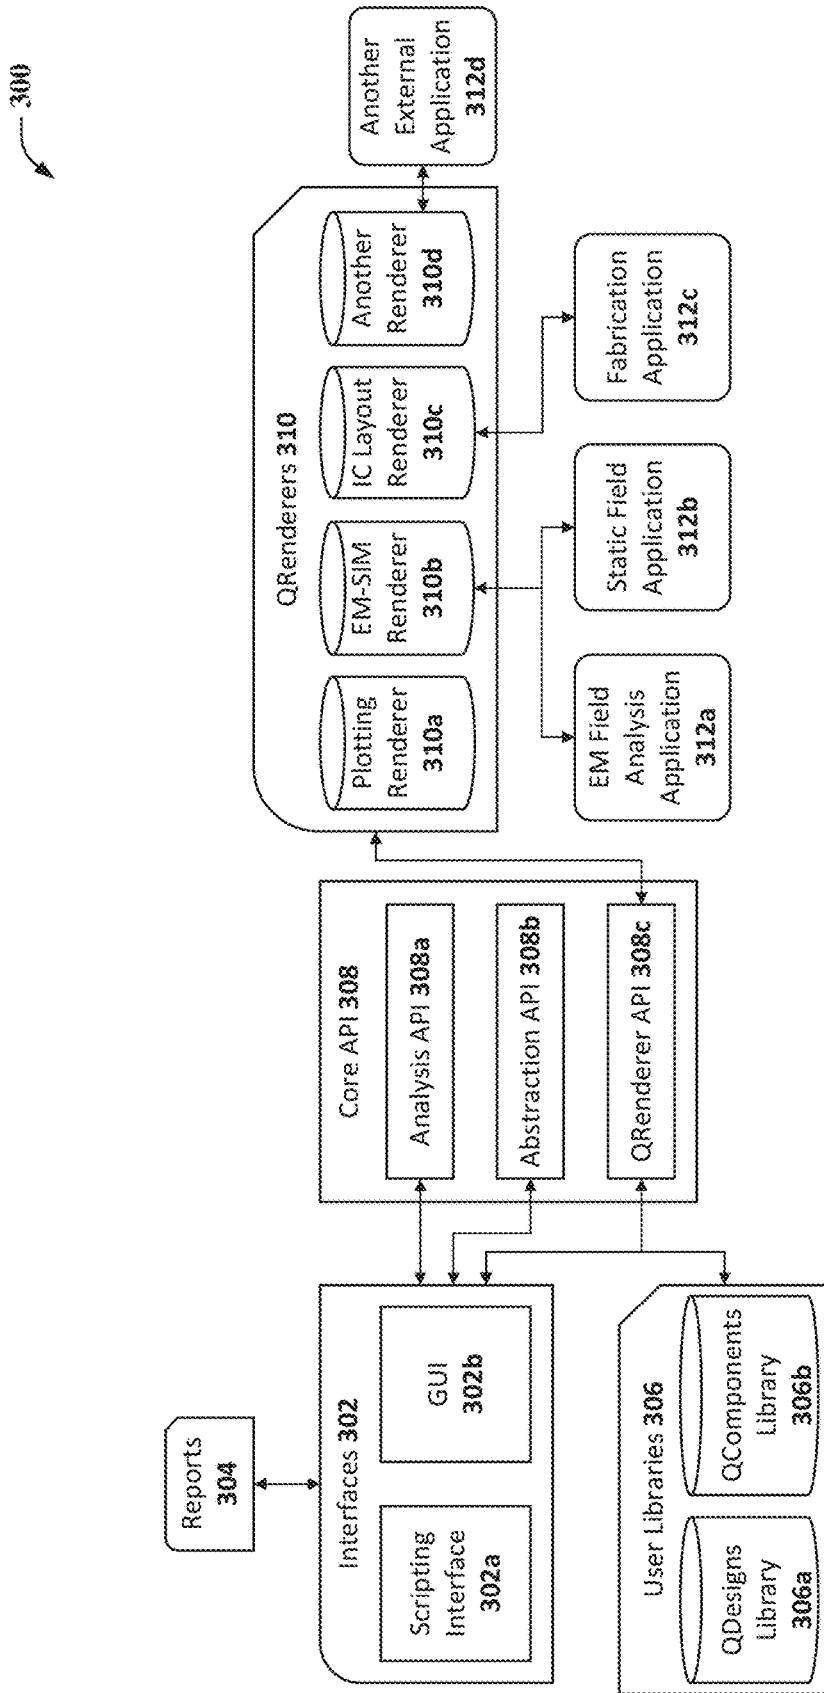 300
Reports
304
Interfaces 302
Scripting
Interface
302a
GUI
302b
User Libraries 306
QDesigns
Library
306a
QComponents
Library
306b
Core API 308
Analysis API 308a
Abstraction API 308b
QRenderer API 308c
QRenderers 310
Plotting
Renderer
310a
EM-SIM
Renderer
310b
IC Layout
Renderer
310c
Another
Renderer
310d
EM Field
Analysis
Application
312a
Static Field
Application
312b
Fabrication
Application
312c
Another
External
Application
312d